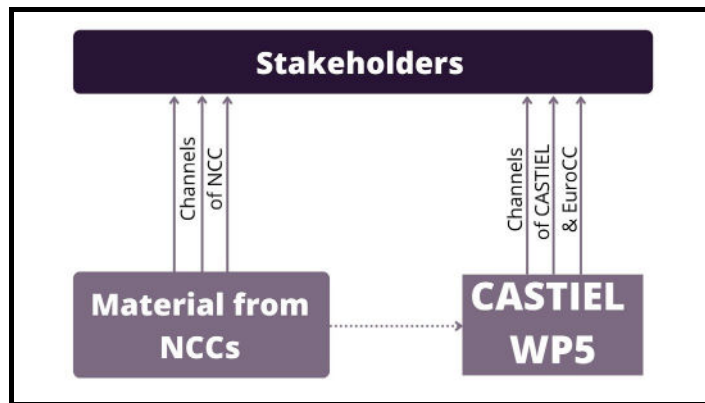 Stakeholders
Channels
of NCC
Channels
of CASTIEL
& EuroCC
Material from
NCCs
CASTIEL
WP5